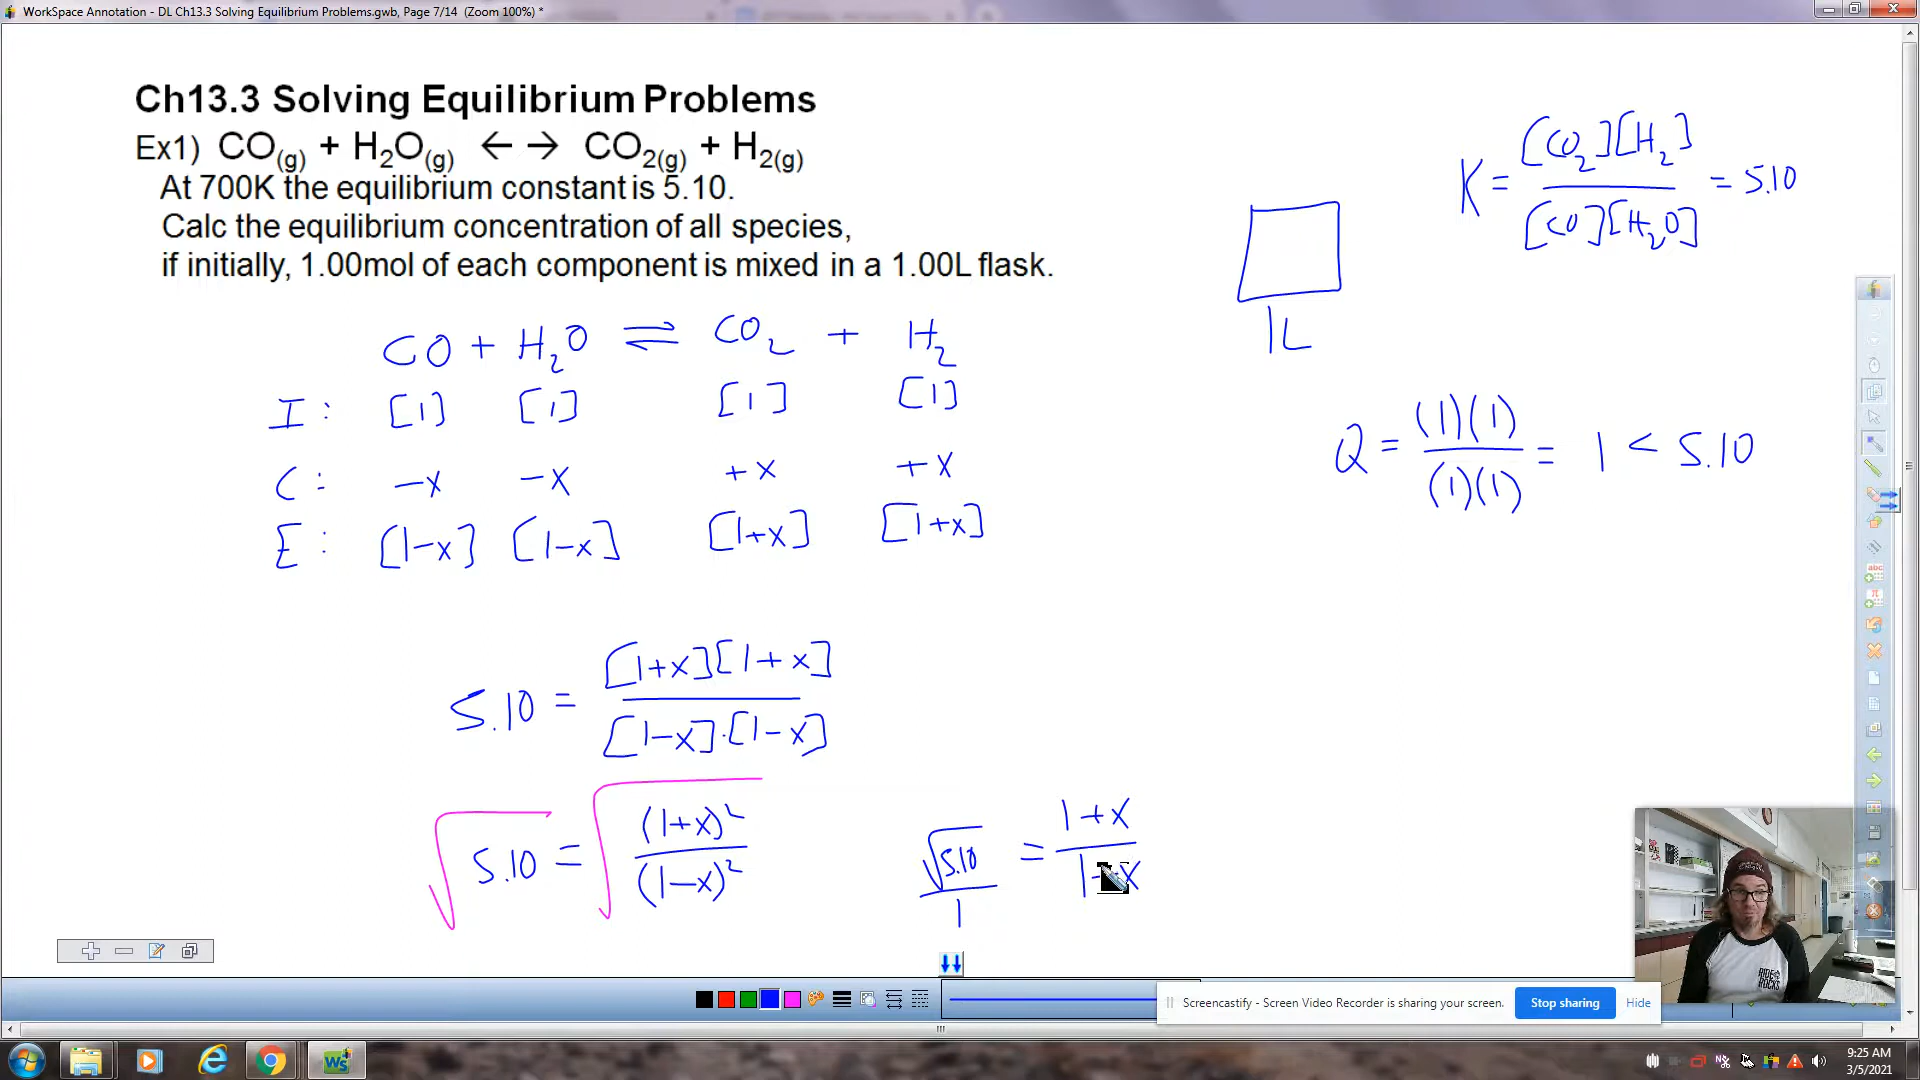 WorkSpace Annotation - DL Ch13.3 Solving Equilibrium Problems.gwb, Page 7/14 (Zoom 100%) *
Ch13.3 Solving Equilibrium Problems
Ex1) CO(g) + H2O(g) ← → CO2(g) + H2(g)
At 700K the equilibrium constant is 5.10.
Calc the equilibrium concentration of all species,
if initially, 1.00mol of each component is mixed in a 1.00L flask.
K = [CO2][H2] / [CO][H2O] = 5.10
1L
CO + H2O ⇌ CO2 + H2
I : [1] [1] [1] [1]
C : -x -x +x +x
E : [1-x] [1-x] [1+x] [1+x]
Q = (1)(1) / (1)(1) = 1 < 5.10
5.10 = [1+x][1+x] / [1-x]·[1-x]
√5.10 = √(1+x)² / (1-x)²
√5.10 / 1 = 1+x / 1-x
abc
π
RIDE
ROCKS
Screencastify - Screen Video Recorder is sharing your screen.
Stop sharing
Hide
9:25 AM
3/5/2021